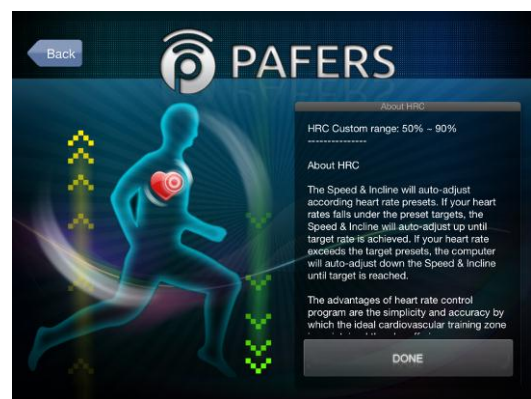 Back
PAFERS
About HRC
HRC Custom range: 50% ~ 90%
---------------
About HRC
The Speed & Incline will auto-adjust
according heart rate presets. If your heart
rates falls under the preset targets, the
Speed & Incline will auto-adjust up until
target rate is achieved. If your heart rate
exceeds the target presets, the computer
will auto-adjust down the Speed & Incline
until target is reached.
The advantages of heart rate control
program are the simplicity and accuracy by
which the ideal cardiovascular training zone
DONE